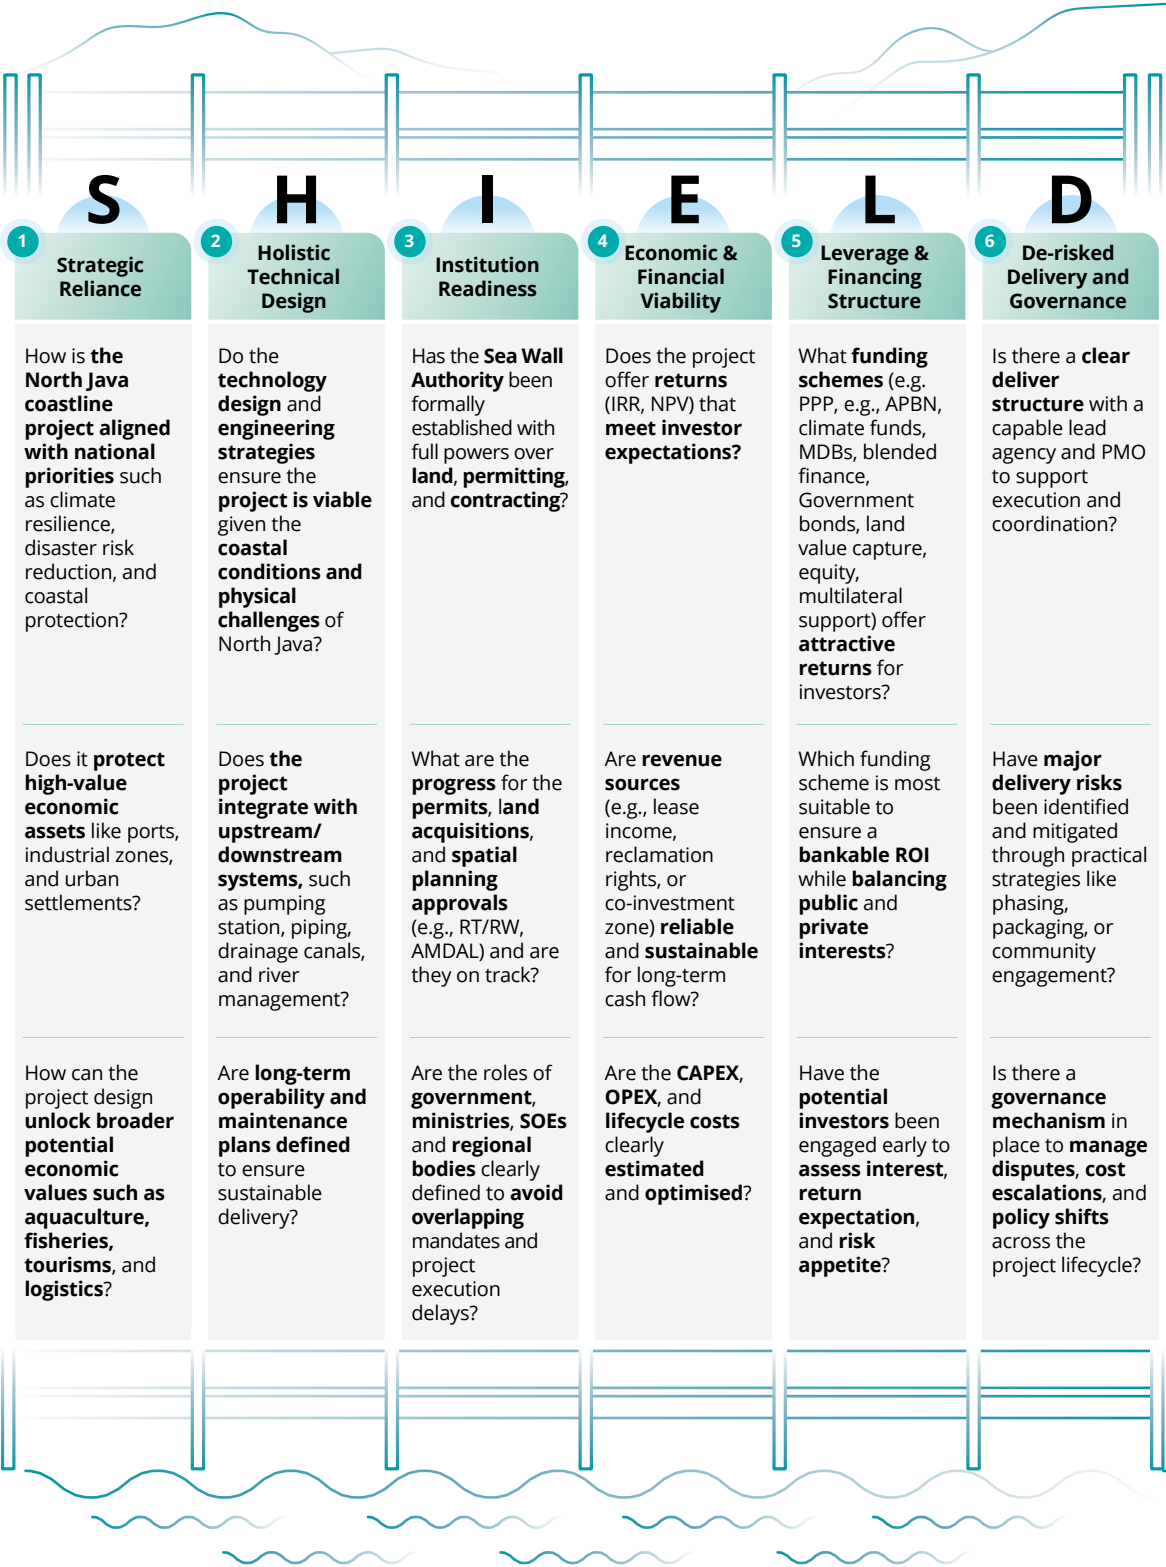 S
1
Strategic
Reliance
How is the
North Java
coastline
project aligned
with national
priorities such
as climate
resilience,
disaster risk
reduction, and
coastal
protection?
Does it protect
high-value
economic
assets like ports,
industrial zones,
and urban
settlements?
How can the
project design
unlock broader
potential
economic
values such as
aquaculture,
fisheries,
tourisms, and
logistics?
H
2
Holistic
Technical
Design
Do the
technology
design and
engineering
strategies
ensure the
project is viable
given the
coastal
conditions and
physical
challenges of
North Java?
Does the
project
integrate with
upstream/
downstream
systems, such
as pumping
station, piping,
drainage canals,
and river
management?
Are long-term
operability and
maintenance
plans defined
to ensure
sustainable
delivery?
I
3
Institution
Readiness
Has the Sea Wall
Authority been
formally
established with
full powers over
land, permitting,
and contracting?
What are the
progress for the
permits, land
acquisitions,
and spatial
planning
approvals
(e.g., RT/RW,
AMDAL) and are
they on track?
Are the roles of
government,
ministries, SOEs
and regional
bodies clearly
defined to avoid
overlapping
mandates and
project
execution
delays?
E
4
Economic &
Financial
Viability
Does the project
offer returns
(IRR, NPV) that
meet investor
expectations?
Are revenue
sources
(e.g., lease
income,
reclamation
rights, or
co-investment
zone) reliable
and sustainable
for long-term
cash flow?
Are the CAPEX,
OPEX, and
lifecycle costs
clearly
estimated
and optimised?
L
5
Leverage &
Financing
Structure
What funding
schemes (e.g.
PPP, e.g., APBN,
climate funds,
MDBs, blended
finance,
Government
bonds, land
value capture,
equity,
multilateral
support) offer
attractive
returns for
investors?
Which funding
scheme is most
suitable to
ensure a
bankable ROI
while balancing
public and
private
interests?
Have the
potential
investors been
engaged early to
assess interest,
return
expectation,
and risk
appetite?
D
6
De-risked
Delivery and
Governance
Is there a clear
deliver
structure with a
capable lead
agency and PMO
to support
execution and
coordination?
Have major
delivery risks
been identified
and mitigated
through practical
strategies like
phasing,
packaging, or
community
engagement?
Is there a
governance
mechanism in
place to manage
disputes, cost
escalations, and
policy shifts
across the
project lifecycle?